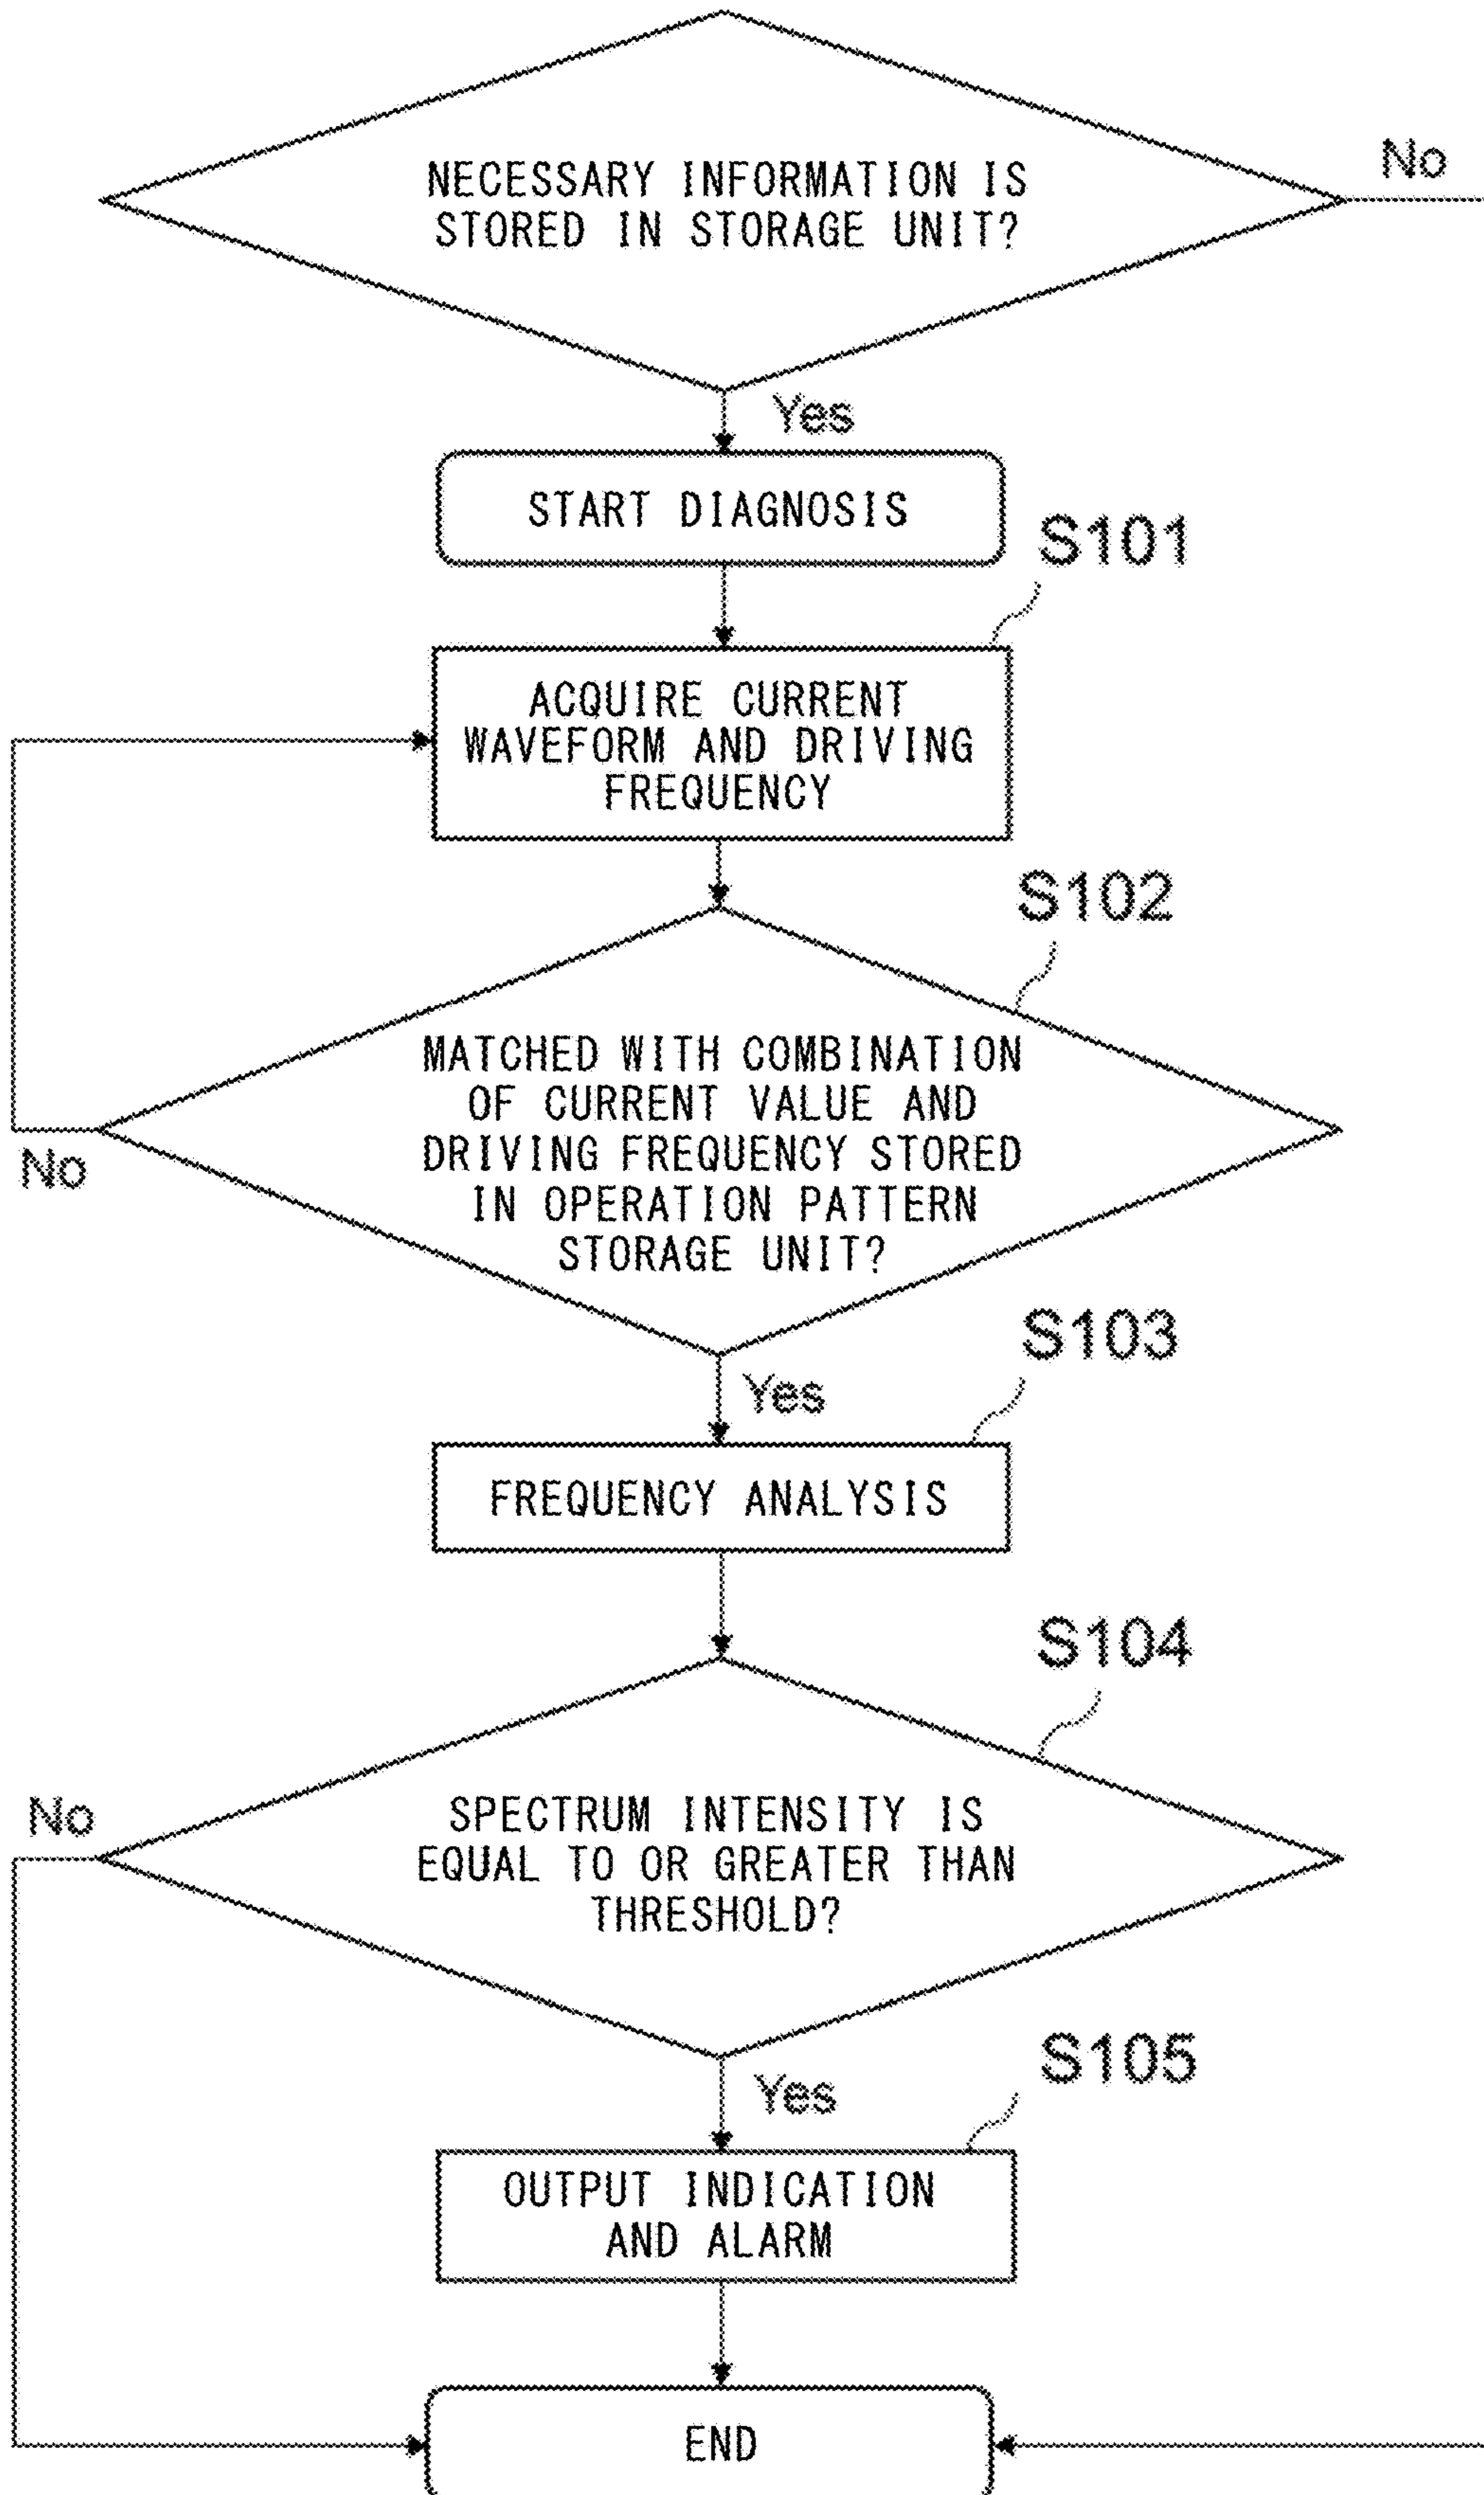 NECESSARY INFORMATION IS
STORED IN STORAGE UNIT?
No
Yes
START DIAGNOSIS
S101
ACQUIRE CURRENT
WAVEFORM AND DRIVING
FREQUENCY
S102
MATCHED WITH COMBINATION
OF CURRENT VALUE AND
DRIVING FREQUENCY STORED
IN OPERATION PATTERN
STORAGE UNIT?
No
S103
Yes
FREQUENCY ANALYSIS
S104
No
SPECTRUM INTENSITY IS
EQUAL TO OR GREATER THAN
THRESHOLD?
S105
Yes
OUTPUT INDICATION
AND ALARM
END